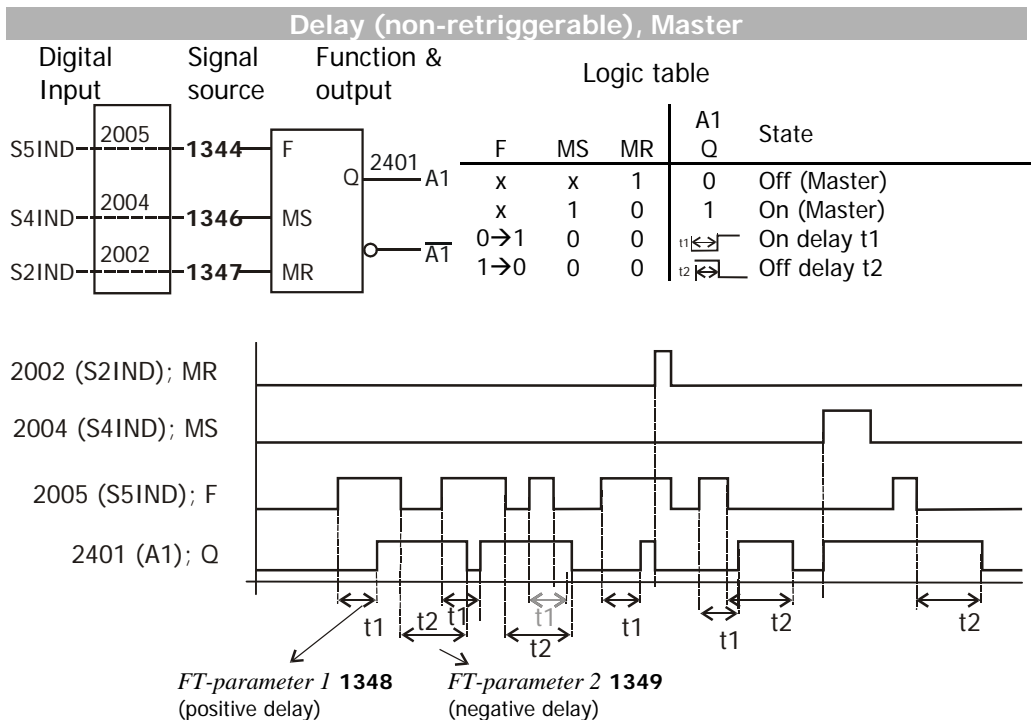 Delay (non-retriggerable), Master
Digital Input
Signal source
Function & output
Logic table
S5IND 2005 1344 F
S4IND 2004 1346 MS
S2IND 2002 1347 MR
Q 2401 A1
A1
F MS MR A1 Q State
x x 1 0 Off (Master)
x 1 0 1 On (Master)
0→1 0 0 t1 On delay t1
1→0 0 0 t2 Off delay t2
2002 (S2IND); MR
2004 (S4IND); MS
2005 (S5IND); F
2401 (A1); Q
t1 t2 t1 t2 t1 t1 t1 t2 t2
FT-parameter 1 1348
(positive delay)
FT-parameter 2 1349
(negative delay)